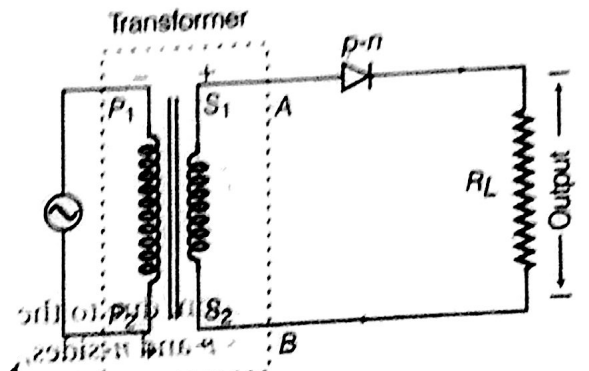 Transformer
p-n
− +
P1 S1 A
RL
Output
P2 S2
B